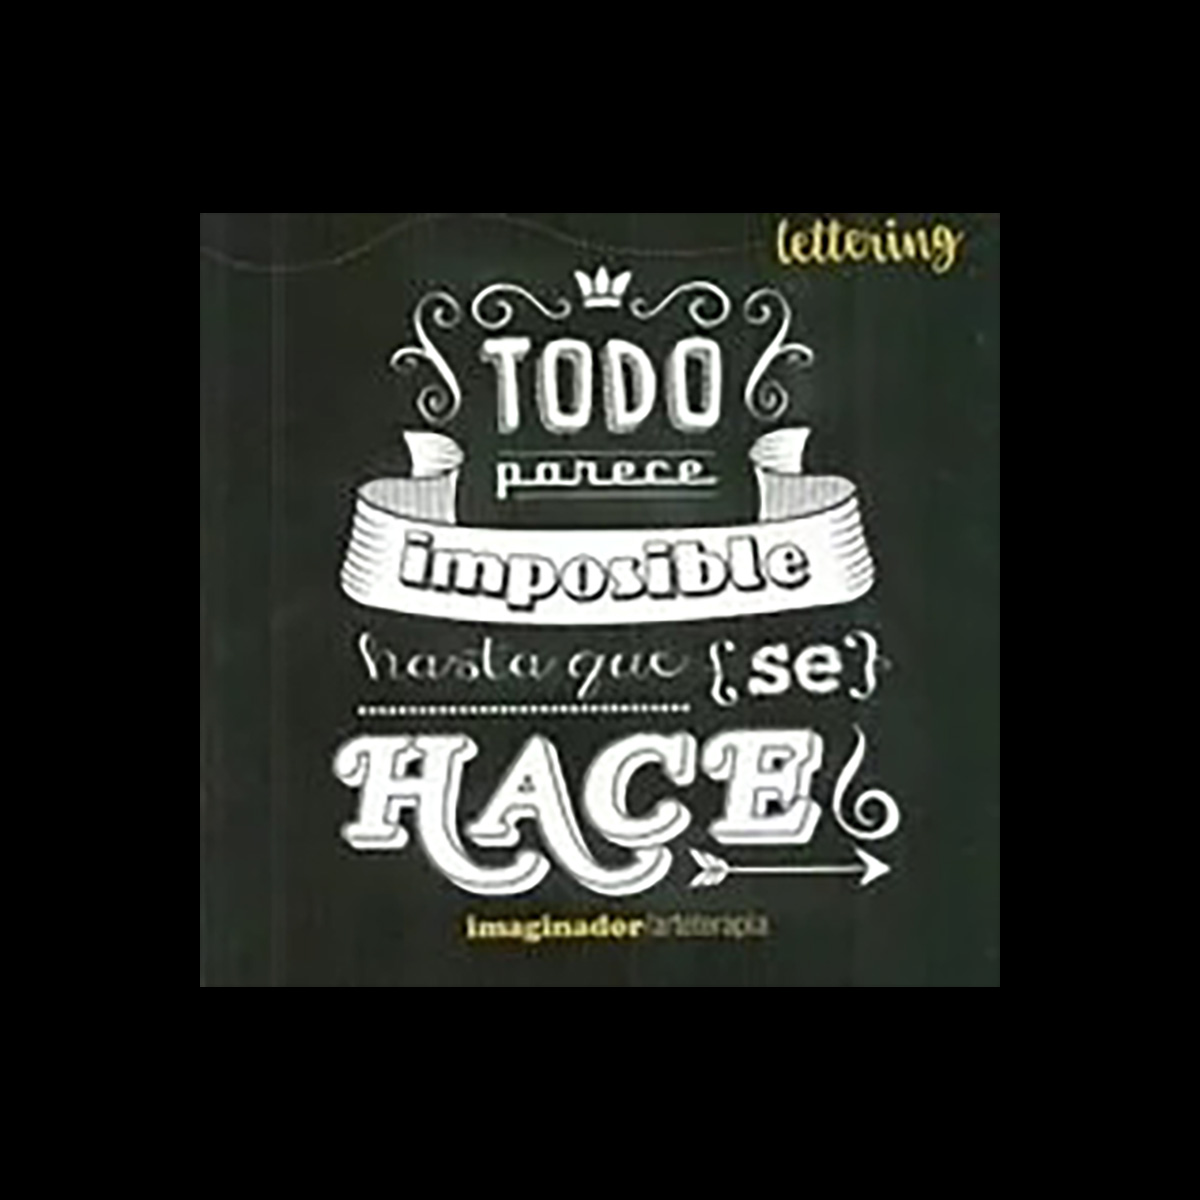 lettering
TODO
parece
imposible
hasta que {se}
HACE
imaginador/arteterapia